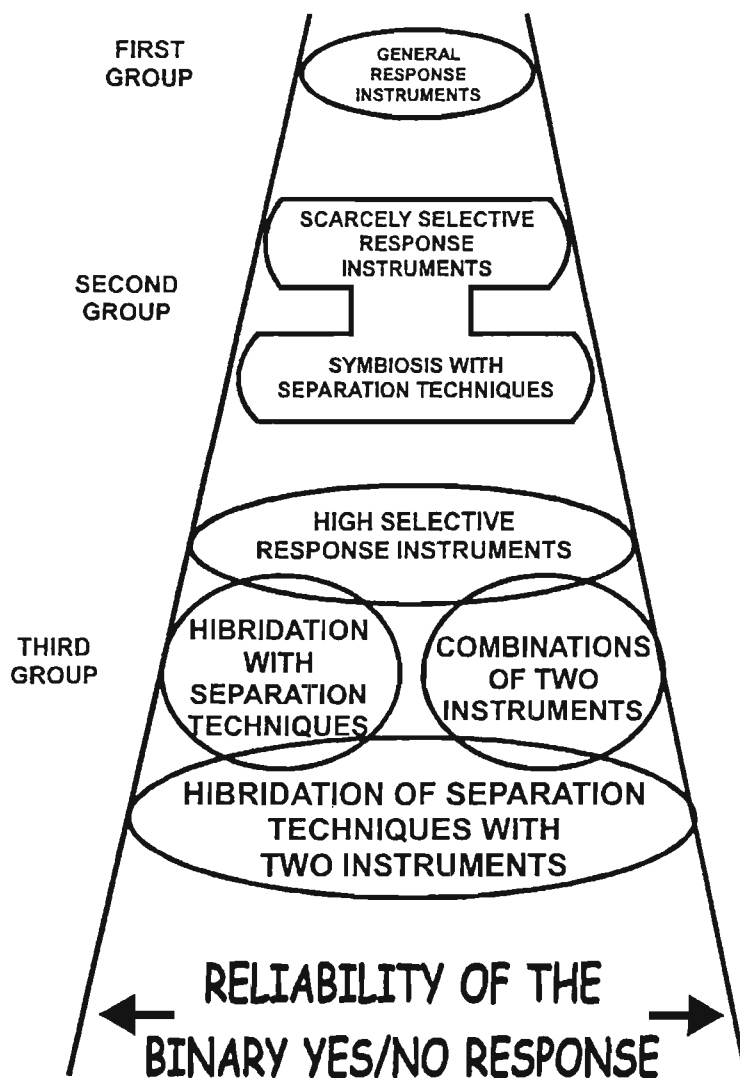 FIRST
GROUP
GENERAL
RESPONSE
INSTRUMENTS
SECOND
GROUP
SCARCELY SELECTIVE
RESPONSE
INSTRUMENTS
SYMBIOSIS WITH
SEPARATION TECHNIQUES
THIRD
GROUP
HIGH SELECTIVE
RESPONSE INSTRUMENTS
HIBRIDATION
WITH
SEPARATION
TECHNIQUES
COMBINATIONS
OF TWO
INSTRUMENTS
HIBRIDATION OF SEPARATION
TECHNIQUES WITH
TWO INSTRUMENTS
RELIABILITY OF THE
BINARY YES/NO RESPONSE